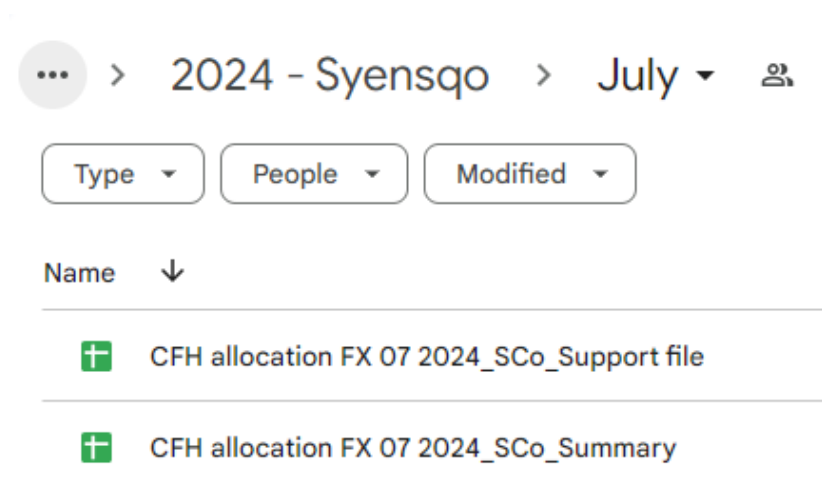 ... > 2024 - Syensqo > July
Type People Modified
Name
CFH allocation FX 07 2024_SCo_Support file
CFH allocation FX 07 2024_SCo_Summary